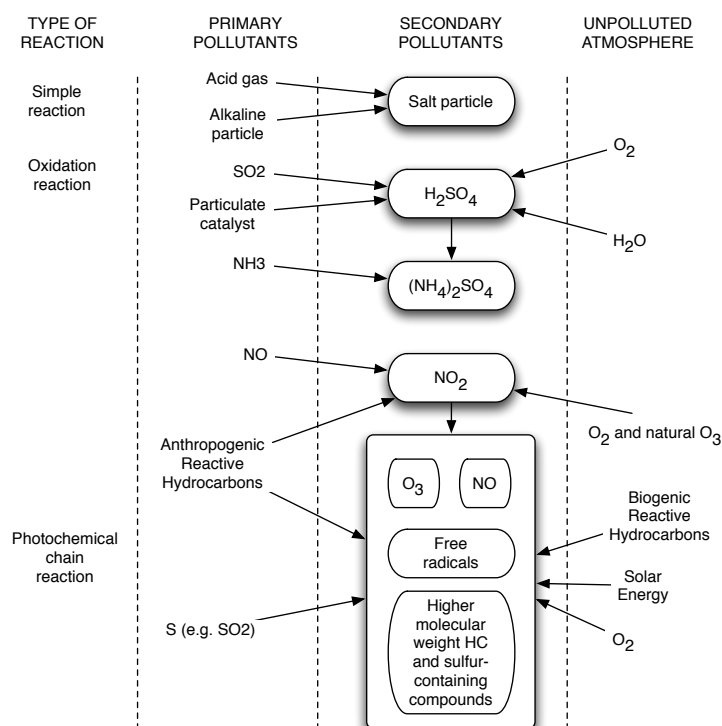 TYPE OF
REACTION
PRIMARY
POLLUTANTS
SECONDARY
POLLUTANTS
UNPOLLUTED
ATMOSPHERE
Simple
reaction
Acid gas
Alkaline
particle
Salt particle
Oxidation
reaction
SO2
Particulate
catalyst
H2SO4
O2
H2O
NH3
(NH4)2SO4
NO
NO2
O2 and natural O3
Anthropogenic
Reactive
Hydrocarbons
O3
NO
Photochemical
chain
reaction
Free
radicals
Biogenic
Reactive
Hydrocarbons
Solar
Energy
S (e.g. SO2)
Higher
molecular
weight HC
and sulfur-
containing
compounds
O2